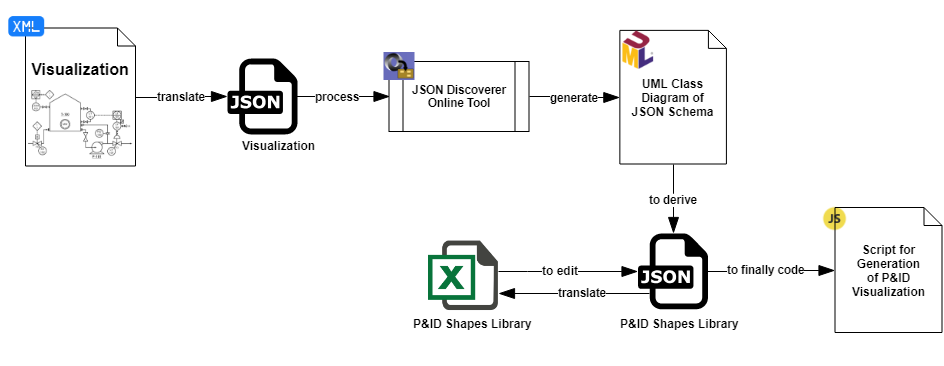 XML
Visualization
translate
JSON
Visualization
process
JSON Discoverer
Online Tool
generate
UML
UML Class
Diagram of
JSON Schema
to derive
X
P&ID Shapes Library
to edit
translate
JSON
P&ID Shapes Library
to finally code
JS
Script for
Generation
of P&ID
Visualization